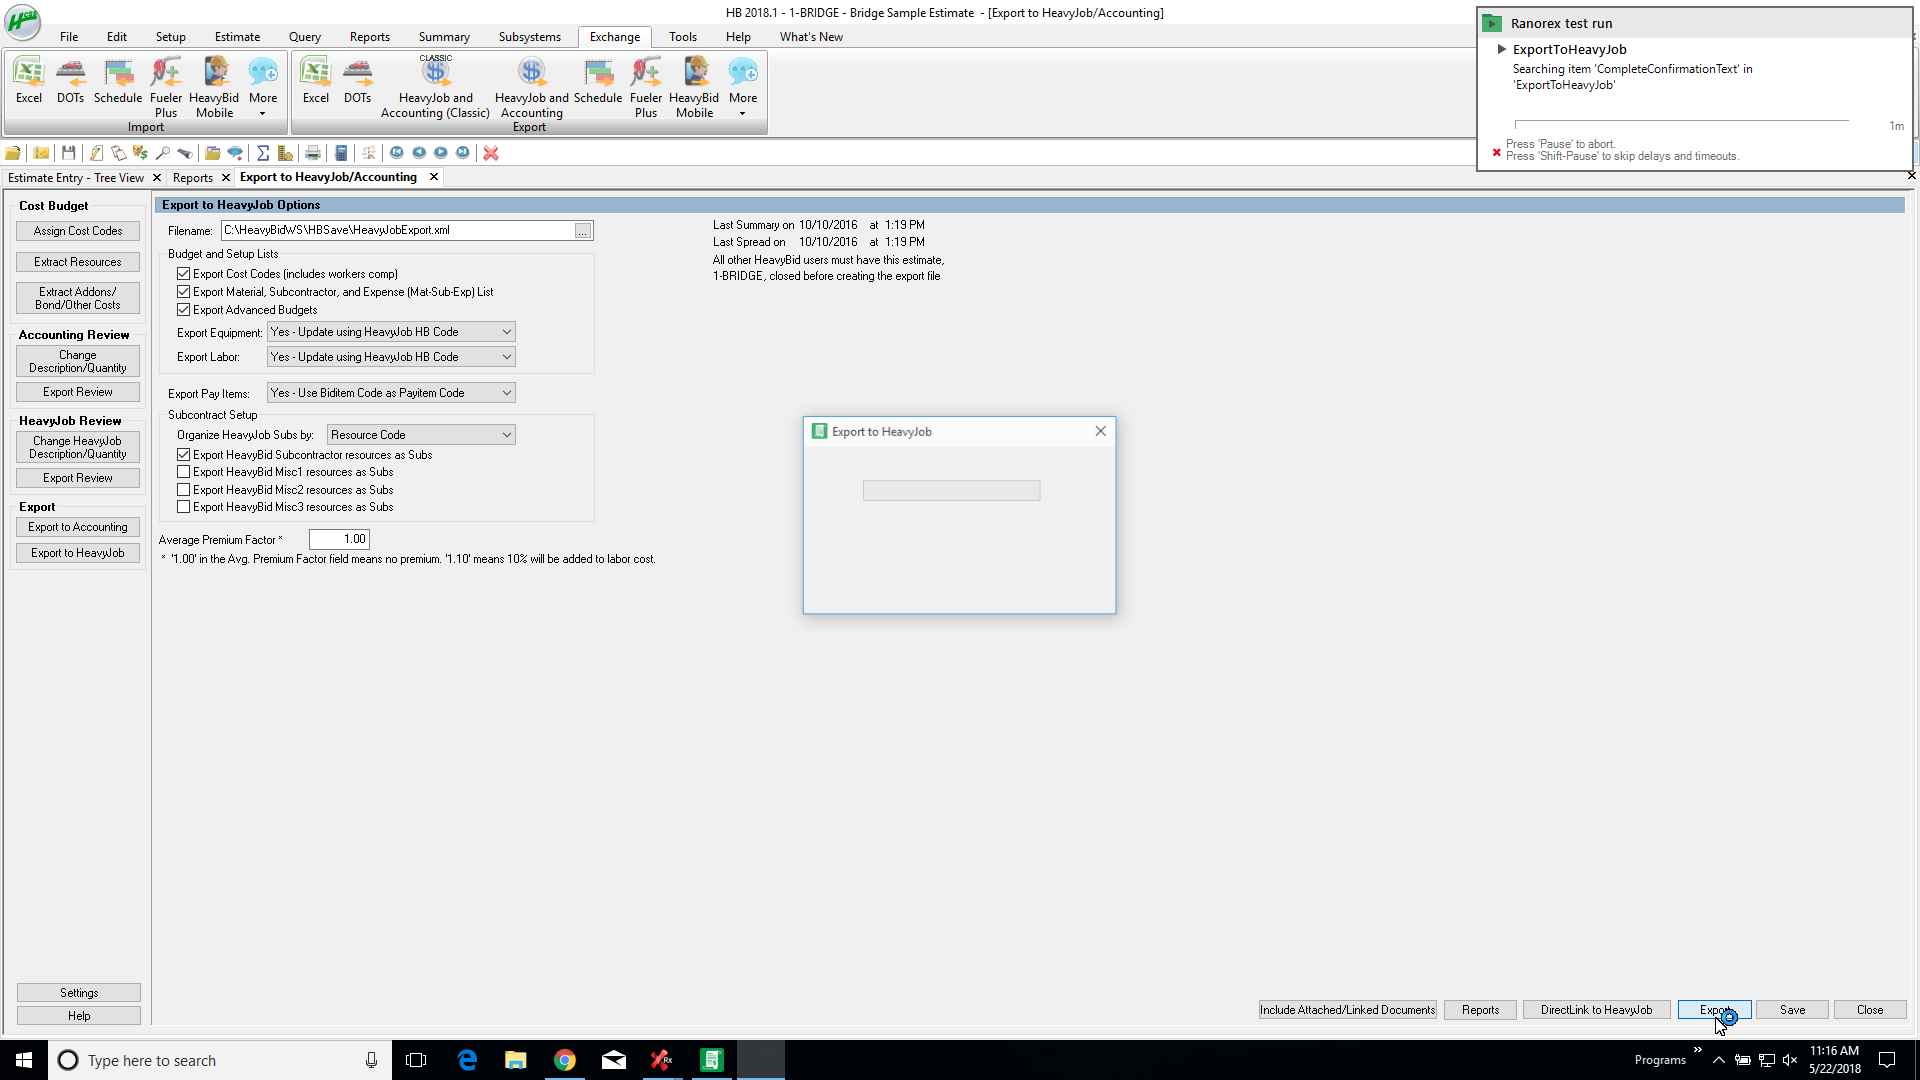 HB 2018.1 - 1-BRIDGE - Bridge Sample Estimate - [Export to HeavyJob/Accounting]
File Edit Setup Estimate Query Reports Summary Subsystems Exchange Tools Help What's New
Excel DOTs Schedule Fueler Plus HeavyBid Mobile More
Import
Excel DOTs CLASSIC HeavyJob and Accounting (Classic) HeavyJob and Accounting Schedule Fueler Plus HeavyBid Mobile More
Export
Ranorex test run
ExportToHeavyJob
Searching item 'CompleteConfirmationText' in
'ExportToHeavyJob'
1m
Press 'Pause' to abort.
Press 'Shift-Pause' to skip delays and timeouts.
Estimate Entry - Tree View Reports Export to HeavyJob/Accounting
Cost Budget
Assign Cost Codes
Extract Resources
Extract Addons/
Bond/Other Costs
Accounting Review
Change
Description/Quantity
Export Review
HeavyJob Review
Change HeavyJob
Description/Quantity
Export Review
Export
Export to Accounting
Export to HeavyJob
Settings
Help
Export to HeavyJob Options
Filename: C:\HeavyBidWS\HBSave\HeavyJobExport.xml ...
Budget and Setup Lists
Export Cost Codes (includes workers comp)
Export Material, Subcontractor, and Expense (Mat-Sub-Exp) List
Export Advanced Budgets
Export Equipment: Yes - Update using HeavyJob HB Code
Export Labor: Yes - Update using HeavyJob HB Code
Export Pay Items: Yes - Use Biditem Code as Payitem Code
Subcontract Setup
Organize HeavyJob Subs by: Resource Code
Export HeavyBid Subcontractor resources as Subs
Export HeavyBid Misc1 resources as Subs
Export HeavyBid Misc2 resources as Subs
Export HeavyBid Misc3 resources as Subs
Average Premium Factor * 1.00
* '1.00' in the Avg. Premium Factor field means no premium. '1.10' means 10% will be added to labor cost.
Last Summary on 10/10/2016 at 1:19 PM
Last Spread on 10/10/2016 at 1:19 PM
All other HeavyBid users must have this estimate,
1-BRIDGE, closed before creating the export file
Export to HeavyJob
Include Attached/Linked Documents Reports DirectLink to HeavyJob Export Save Close
Type here to search
Programs
11:16 AM
5/22/2018